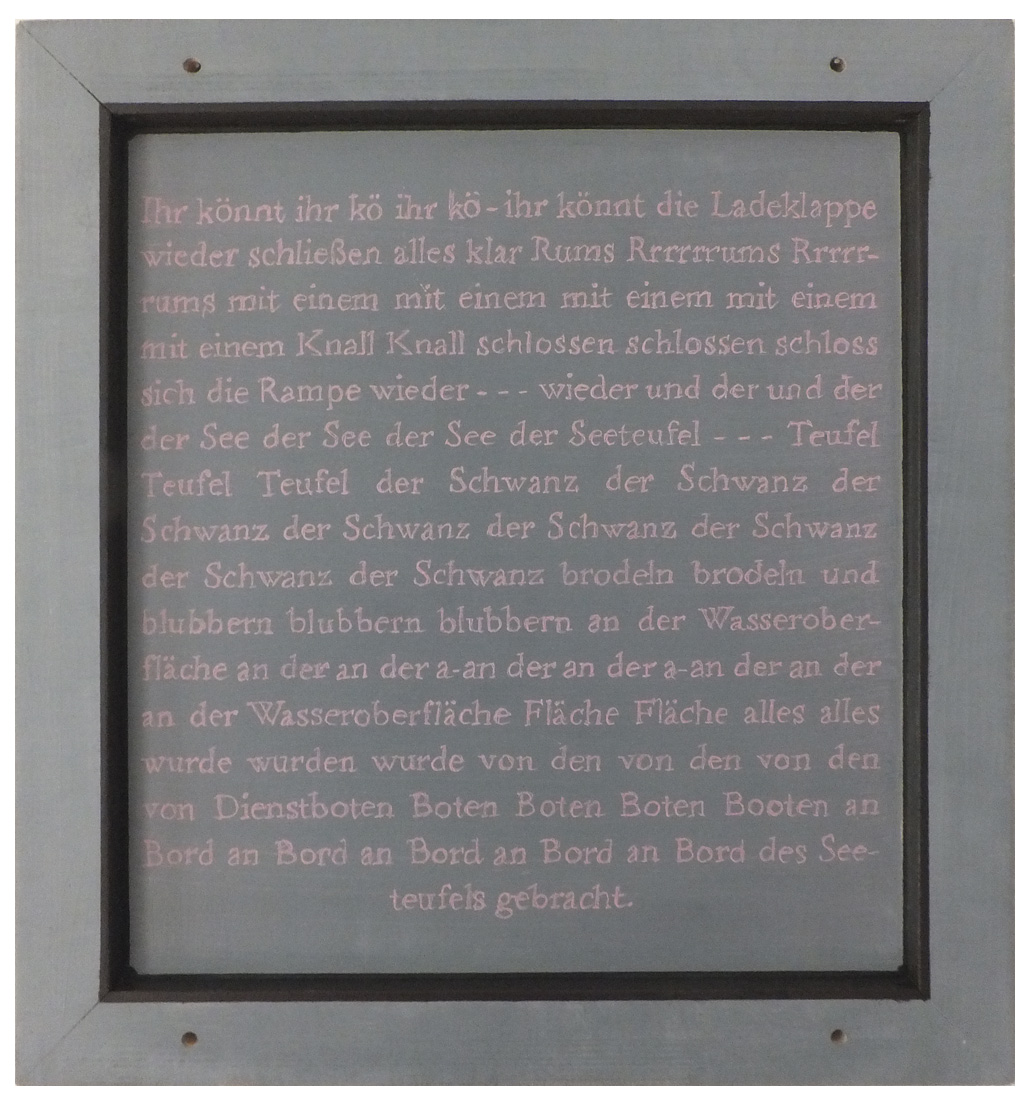 Ihr könnt ihr kö ihr kö-ihr könnt die Ladeklappe
wieder schließen alles klar Rums Rrrrrrums Rrrrr-
rums mit einem mit einem mit einem mit einem
mit einem Knall Knall schlossen schlossen schloss
sich die Rampe wieder - - - wieder und der und der
der See der See der See der Seeteufel - - - Teufel
Teufel Teufel der Schwanz der Schwanz der
Schwanz der Schwanz der Schwanz der Schwanz
der Schwanz der Schwanz brodeln brodeln und
blubbern blubbern blubbern an der Wasserober-
fläche an der an der a-an der an der a-an der an der
an der Wasseroberfläche Fläche Fläche alles alles
wurde wurden wurde von den von den von den
von Dienstboten Boten Boten Boten Booten an
Bord an Bord an Bord an Bord an Bord des See-
teufels gebracht.